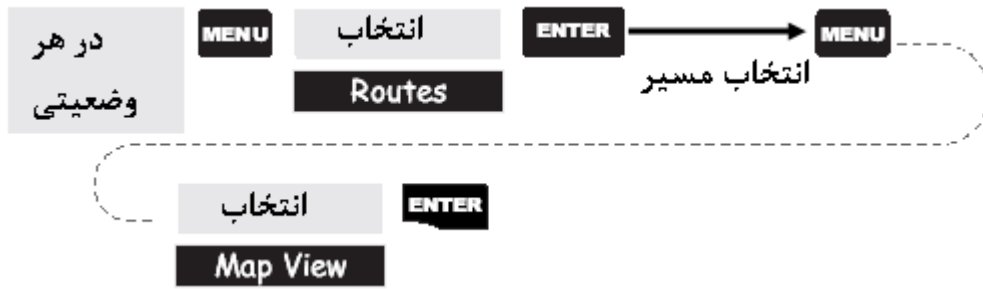 در هر
وضعیتی
MENU
انتخاب
Routes
ENTER
انتخاب مسیر
MENU
انتخاب
Map View
ENTER